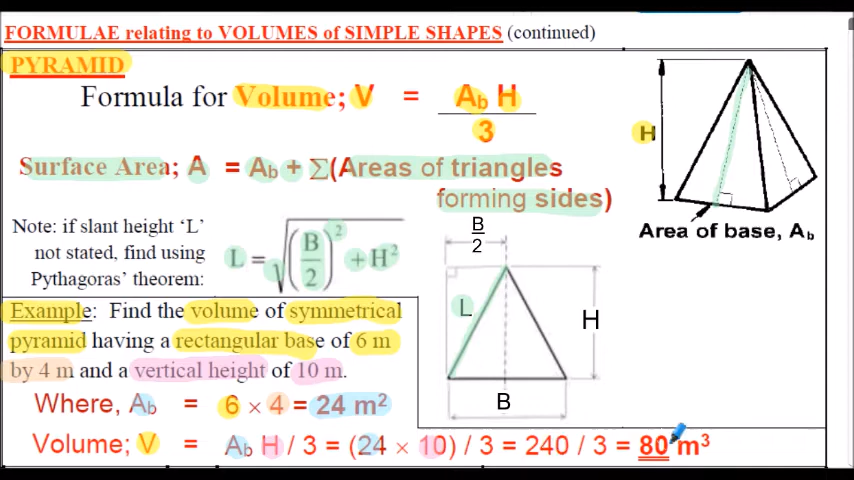 FORMULAE relating to VOLUMES of SIMPLE SHAPES (continued)
PYRAMID
Formula for Volume; V = Ab H / 3
Surface Area; A = Ab + Σ(Areas of triangles
forming sides)
H
Area of base, Ab
Note: if slant height ‘L’
not stated, find using
Pythagoras’ theorem:
L = √((B/2)² + H²)
B/2
L
H
B
Example: Find the volume of symmetrical
pyramid having a rectangular base of 6 m
by 4 m and a vertical height of 10 m.
Where, Ab = 6 × 4 = 24 m²
Volume; V = Ab H / 3 = (24 × 10) / 3 = 240 / 3 = 80 m³